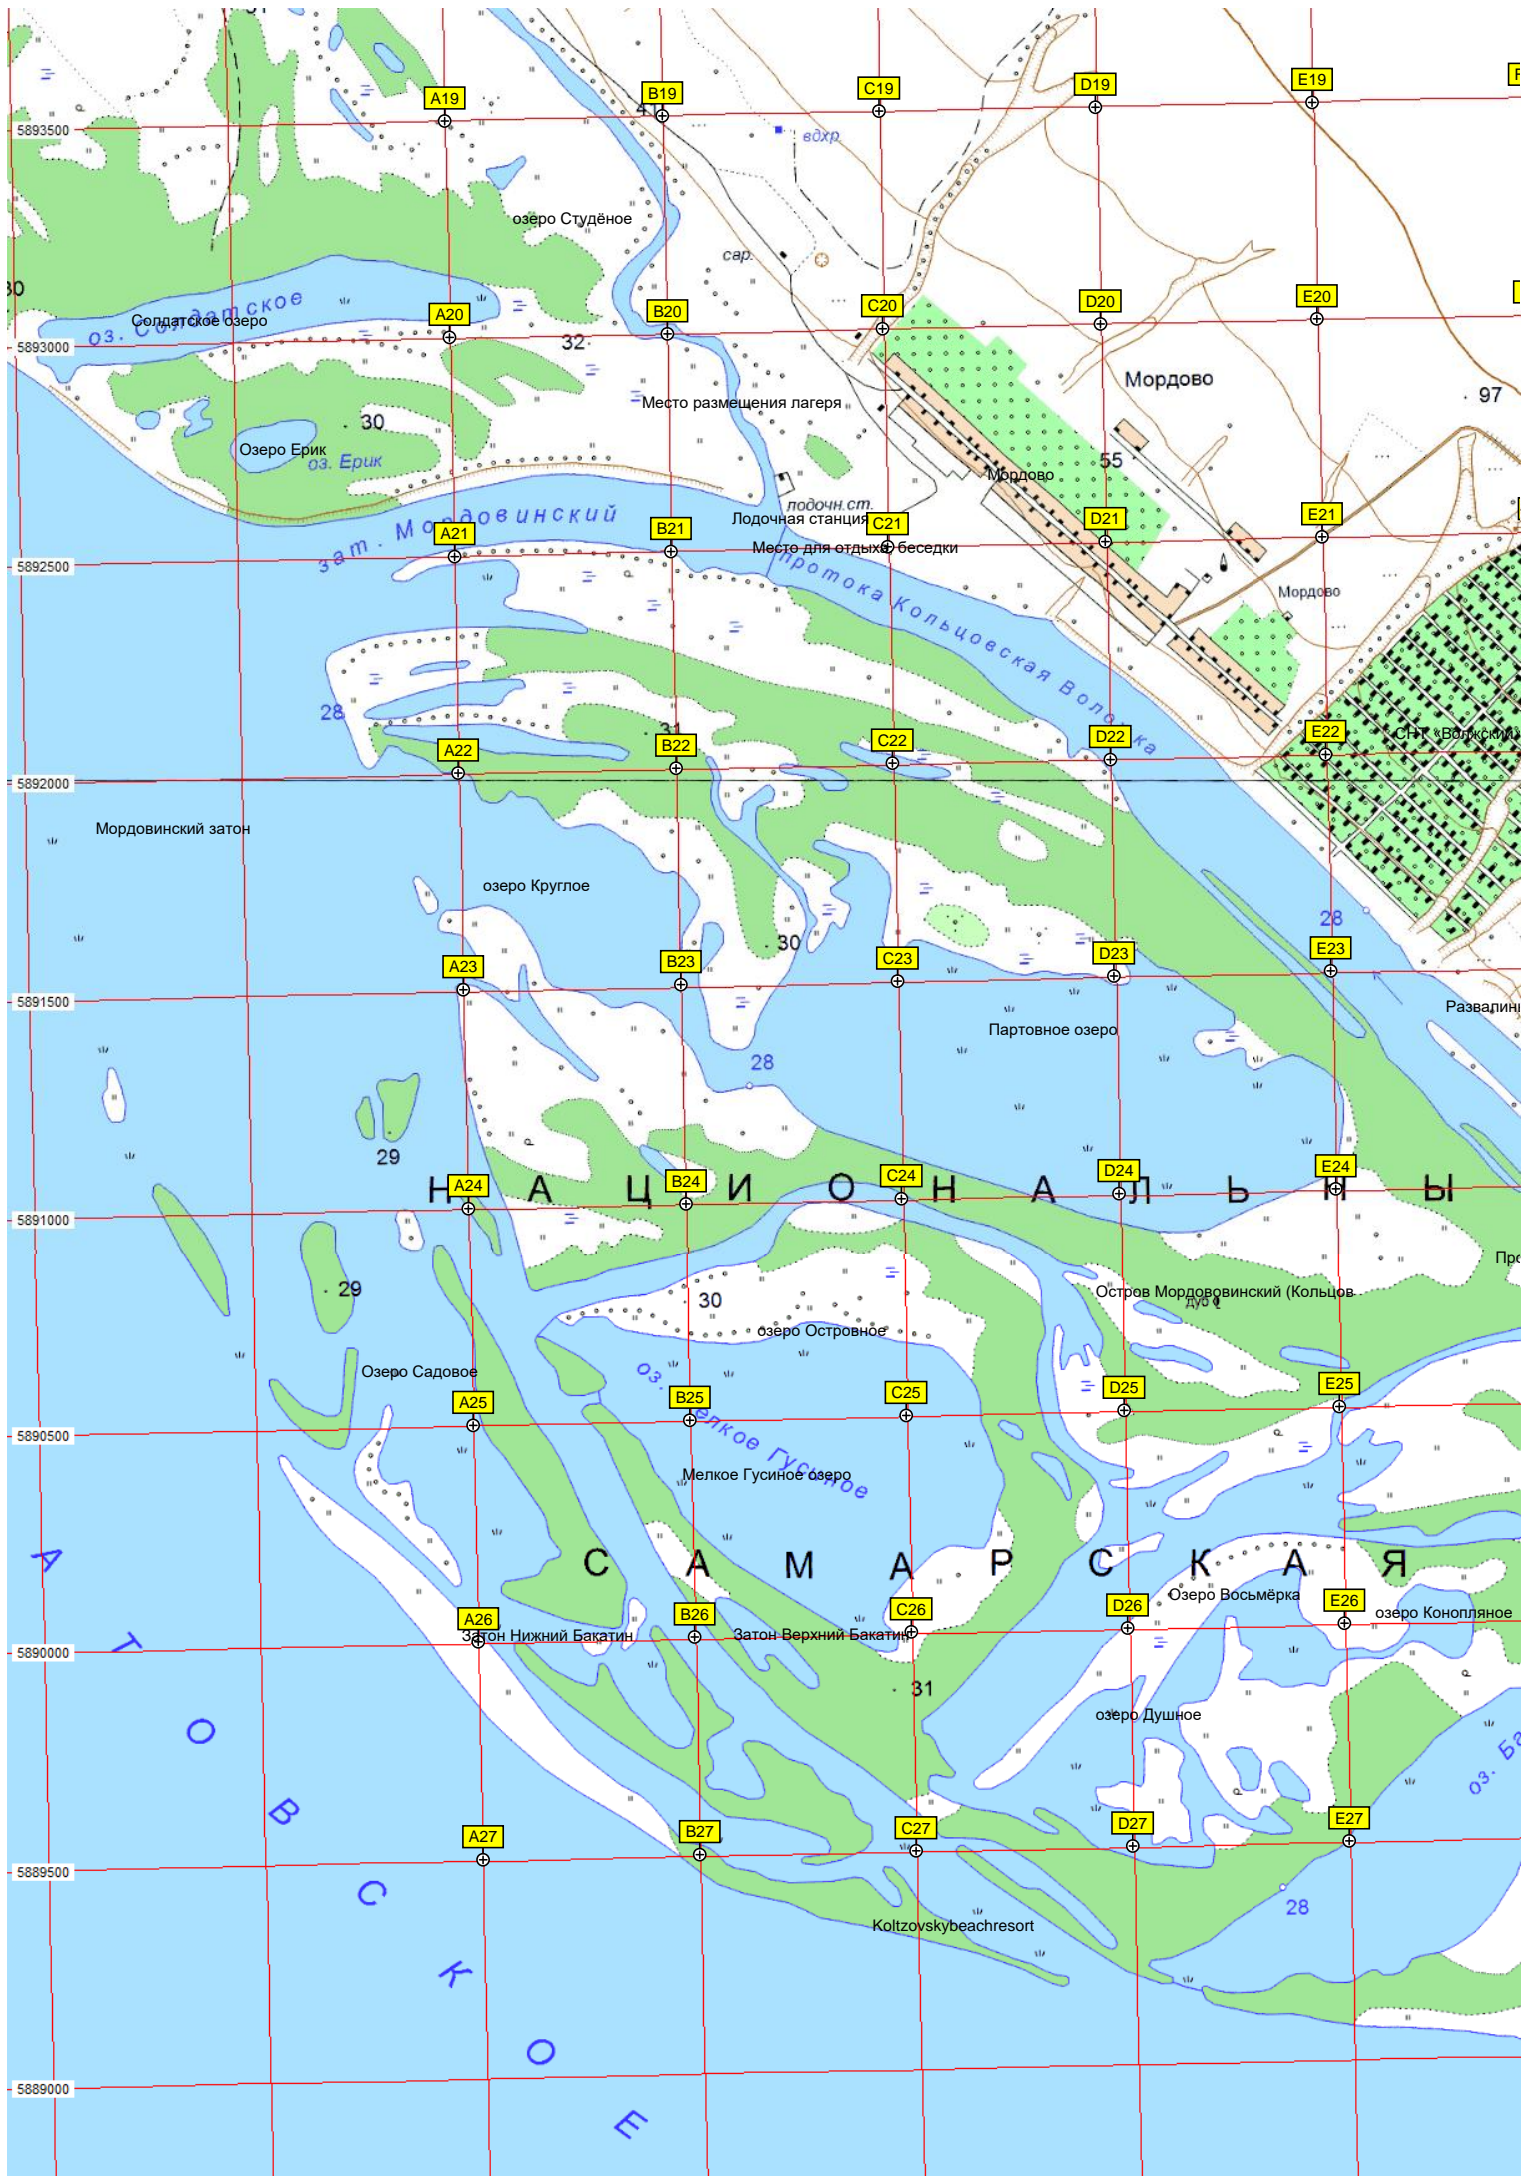 A19
B19
C19
D19
E19
5893500
вдхр.
озеро Студёное
сар.
30
оз. Солдатское
Солдатское озеро
A20
B20
C20
D20
E20
5893000
32
Мордово
97
Место размещения лагеря
30
Озеро Ерик
оз. Ерик
55
Мордово
лодочн.ст.
зат. Мордовинский
Лодочная станция
A21
B21
C21
D21
E21
Место для отдыха, беседки
5892500
протока Кольцовская Воложка
Мордово
28
31
A22
B22
C22
D22
E22
СНТ «Волжский»
5892000
Мордовинский затон
озеро Круглое
28
30
A23
B23
C23
D23
E23
5891500
Развалин
Партовное озеро
28
29
A24
B24
C24
D24
E24
НАЦИОНАЛЬНЫ
5891000
29
30
Остров Мордововинский (Кольцов
дуб
озеро Островное
Озеро Садовое
оз. Мелкое Гусиное
A25
B25
C25
D25
E25
5890500
Мелкое Гусиное озеро
САМАРСКАЯ
Озеро Восьмёрка
озеро Конопляное
A26
B26
C26
D26
E26
Затон Нижний Бакатин
Затон Верхний Бакатин
5890000
31
озеро Душное
оз. Ба
A27
B27
C27
D27
E27
5889500
28
Koltzovskybeachresort
АТОВСКОЕ
5889000